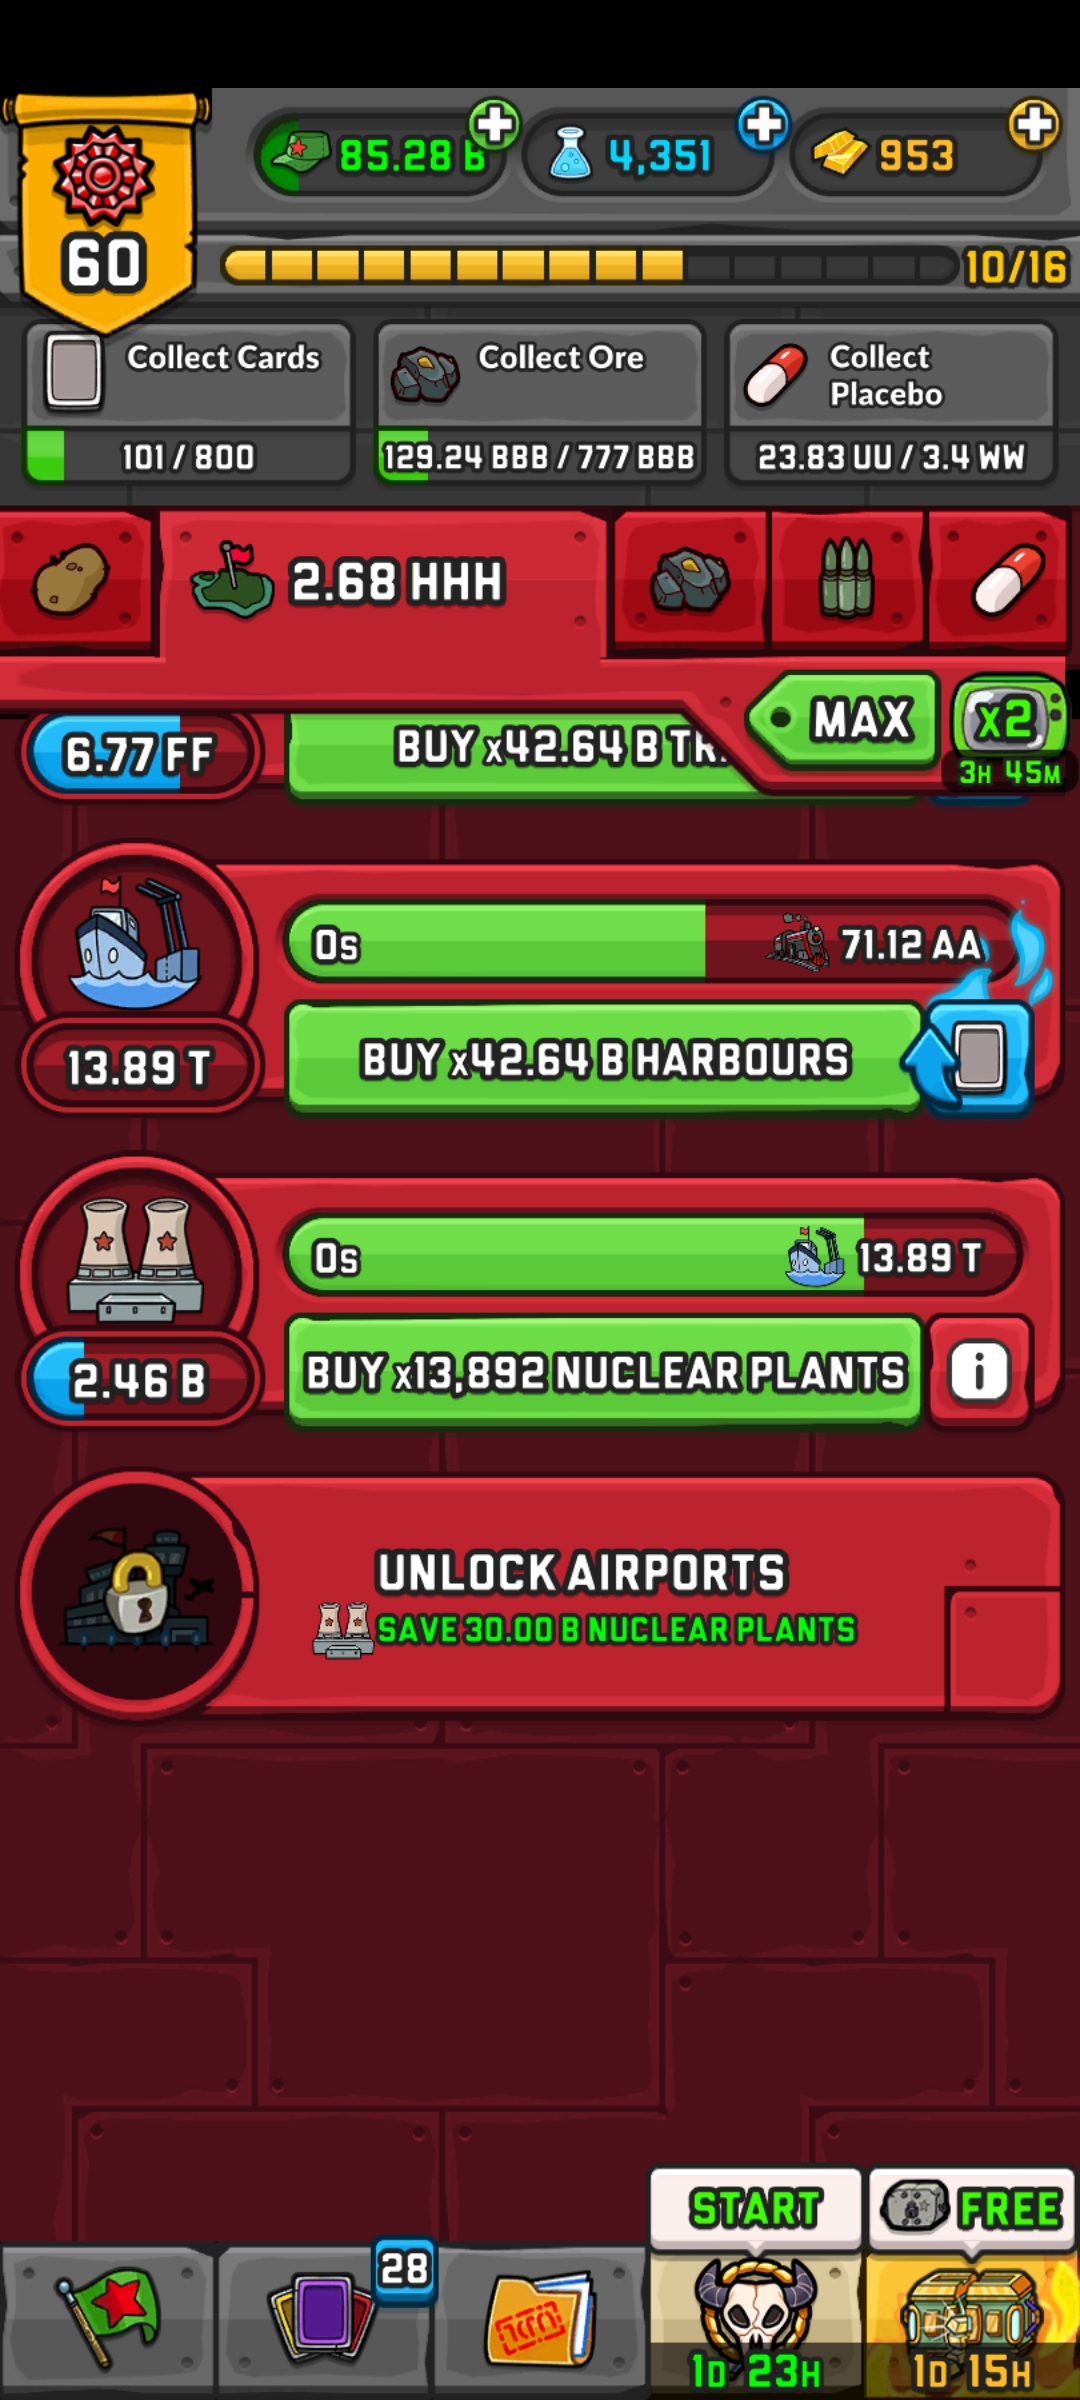 85.28 B
4,351
953
60
10/16
Collect Cards
101 / 800
Collect Ore
129.24 BBB / 777 BBB
Collect
Placebo
23.83 UU / 3.4 WW
2.68 HHH
MAX
x2
3H 45M
6.77 FF
BUY x42.64 B
0s
71.12 AA
13.89 T
BUY x42.64 B HARBOURS
0s
13.89 T
2.46 B
BUY x13,892 NUCLEAR PLANTS
i
UNLOCK AIRPORTS
SAVE 30.00 B NUCLEAR PLANTS
START
FREE
28
1D 23H
1D 15H